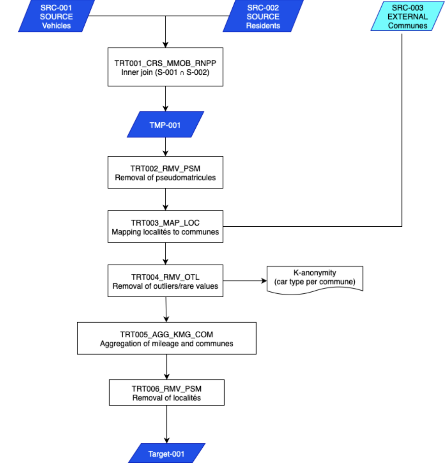 SRC-001
SOURCE
Vehicles
SRC-002
SOURCE
Residents
SRC-003
EXTERNAL
Communes
TRT001_CRS_MMOB_RNPP
Inner join (S-001 ∩ S-002)
TMP-001
TRT002_RMV_PSM
Removal of pseudomatricules
TRT003_MAP_LOC
Mapping localités to communes
TRT004_RMV_OTL
Removal of outliers/rare values
K-anonymity
(car type per commune)
TRT005_AGG_KMG_COM
Aggregation of mileage and communes
TRT006_RMV_PSM
Removal of localités
Target-001